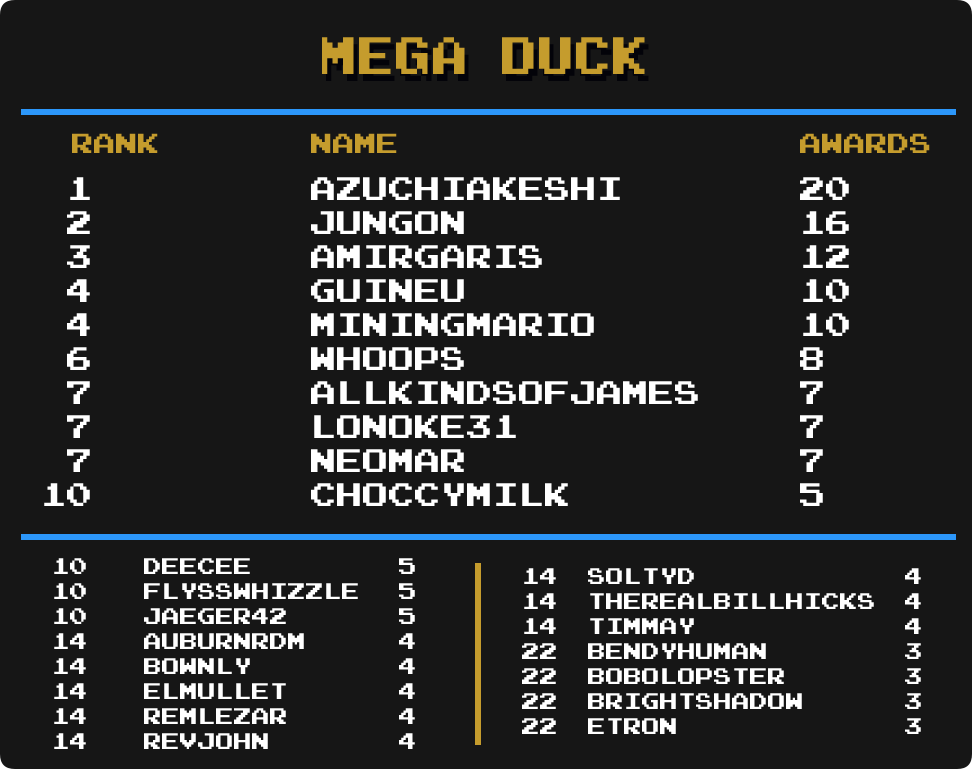 MEGA DUCK
RANK NAME AWARDS
1 AZUCHIAKESHI 20
2 JUNGON 16
3 AMIRGARIS 12
4 GUINEU 10
4 MININGMARIO 10
6 WHOOPS 8
7 ALLKINDSOFJAMES 7
7 LONOKE31 7
7 NEOMAR 7
10 CHOCCYMILK 5
10 DEECEE 5
10 FLYSSWHIZZLE 5
10 JAEGER42 5
14 AUBURNRDM 4
14 BOWNLY 4
14 ELMULLET 4
14 REMLEZAR 4
14 REVJOHN 4
14 SOLTYD 4
14 THEREALBILLHICKS 4
14 TIMMAY 4
22 BENDYHUMAN 3
22 BOBOLOPSTER 3
22 BRIGHTSHADOW 3
22 ETRON 3